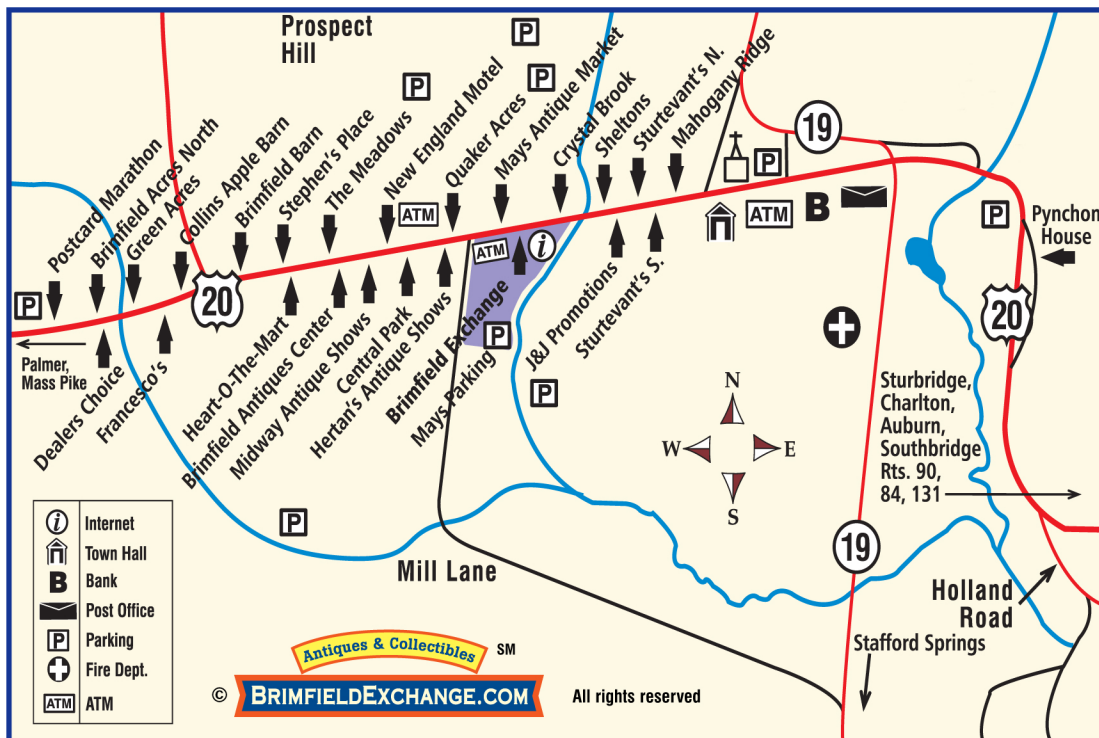 Prospect
Hill
P
P
P
P
Postcard Marathon
Brimfield Acres North
Green Acres
Collins Apple Barn
Brimfield Barn
Stephen's Place
The Meadows
New England Motel
Quaker Acres
Mays Antique Market
Crystal Brook
Sheltons
Sturtevant's N.
Mahogany Ridge
19
P
ATM
ATM
i
ATM
B
P
Pynchon
House
20
20
Palmer,
Mass Pike
Dealers Choice
Francesco's
Heart-O-The-Mart
Brimfield Antiques Center
Midway Antique Shows
Central Park
Hertan's Antique Shows
Brimfield Exchange
Mays Parking
J&J Promotions
Sturtevant's S.
P
P
P
N
W
E
S
Sturbridge,
Charlton,
Auburn,
Southbridge
Rts. 90,
84, 131
19
Mill Lane
Holland
Road
Stafford Springs
i Internet
Town Hall
B Bank
Post Office
P Parking
Fire Dept.
ATM ATM
Antiques & Collectibles SM
© BRIMFIELDEXCHANGE.COM All rights reserved